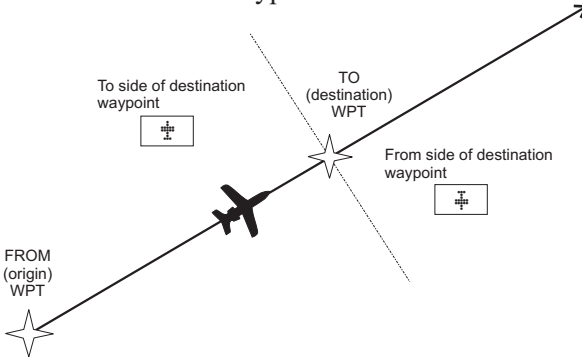 To side of destination
waypoint
TO
(destination)
WPT
From side of destination
waypoint
FROM
(origin)
WPT